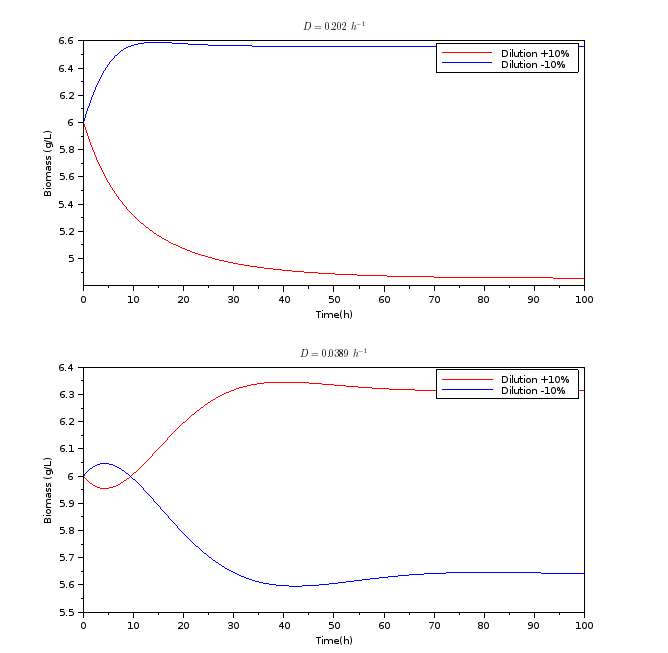 D = 0.202 h⁻¹
6.6
6.4
6.2
6
5.8
5.6
5.4
5.2
5
Biomass (g/L)
Dilution +10%
Dilution -10%
0 10 20 30 40 50 60 70 80 90 100
Time(h)
D = 0.0389 h⁻¹
6.4
6.3
6.2
6.1
6
5.9
5.8
5.7
5.6
5.5
Biomass (g/L)
Dilution +10%
Dilution -10%
0 10 20 30 40 50 60 70 80 90 100
Time(h)